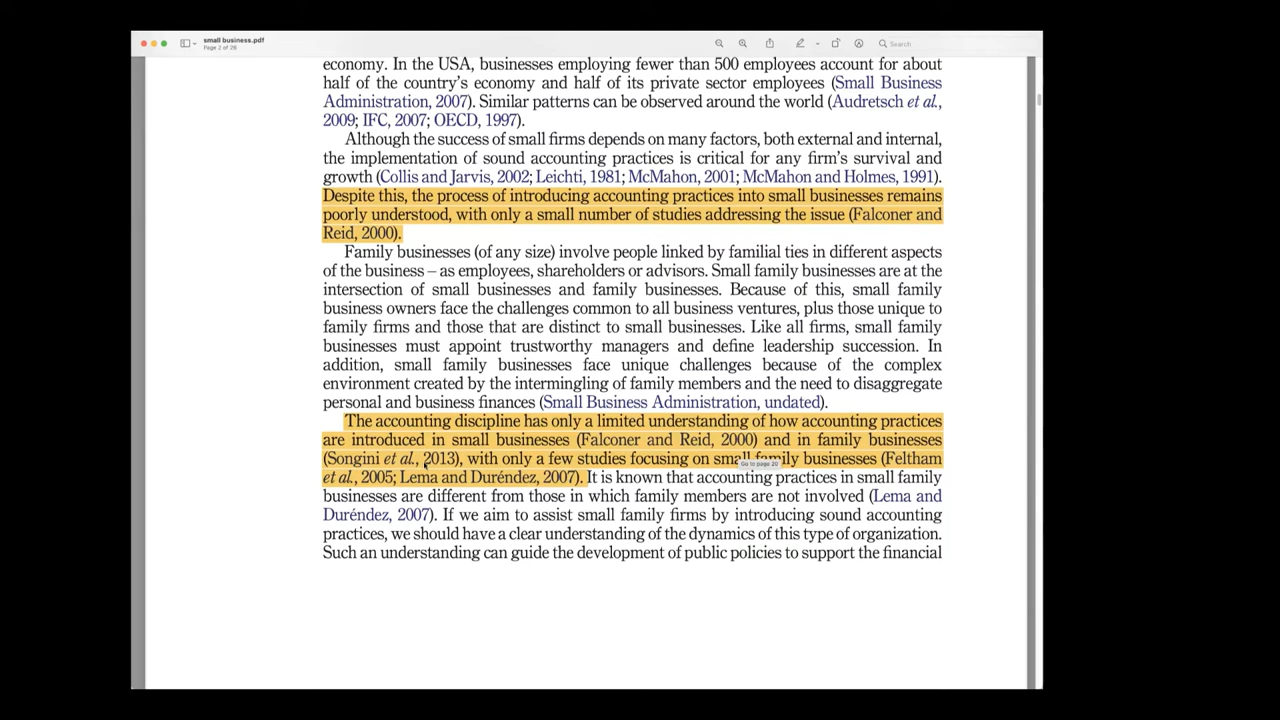 small business.pdf
Page 2 of 26
Search
economy. In the USA, businesses employing fewer than 500 employees account for about
half of the country's economy and half of its private sector employees (Small Business
Administration, 2007). Similar patterns can be observed around the world (Audretsch et al.,
2009; IFC, 2007; OECD, 1997).
Although the success of small firms depends on many factors, both external and internal,
the implementation of sound accounting practices is critical for any firm's survival and
growth (Collis and Jarvis, 2002; Leichti, 1981; McMahon, 2001; McMahon and Holmes, 1991).
Despite this, the process of introducing accounting practices into small businesses remains
poorly understood, with only a small number of studies addressing the issue (Falconer and
Reid, 2000).
Family businesses (of any size) involve people linked by familial ties in different aspects
of the business – as employees, shareholders or advisors. Small family businesses are at the
intersection of small businesses and family businesses. Because of this, small family
business owners face the challenges common to all business ventures, plus those unique to
family firms and those that are distinct to small businesses. Like all firms, small family
businesses must appoint trustworthy managers and define leadership succession. In
addition, small family businesses face unique challenges because of the complex
environment created by the intermingling of family members and the need to disaggregate
personal and business finances (Small Business Administration, undated).
The accounting discipline has only a limited understanding of how accounting practices
are introduced in small businesses (Falconer and Reid, 2000) and in family businesses
(Songini et al., 2013), with only a few studies focusing on small family businesses (Feltham
Go to page 20
et al., 2005; Lema and Duréndez, 2007). It is known that accounting practices in small family
businesses are different from those in which family members are not involved (Lema and
Duréndez, 2007). If we aim to assist small family firms by introducing sound accounting
practices, we should have a clear understanding of the dynamics of this type of organization.
Such an understanding can guide the development of public policies to support the financial